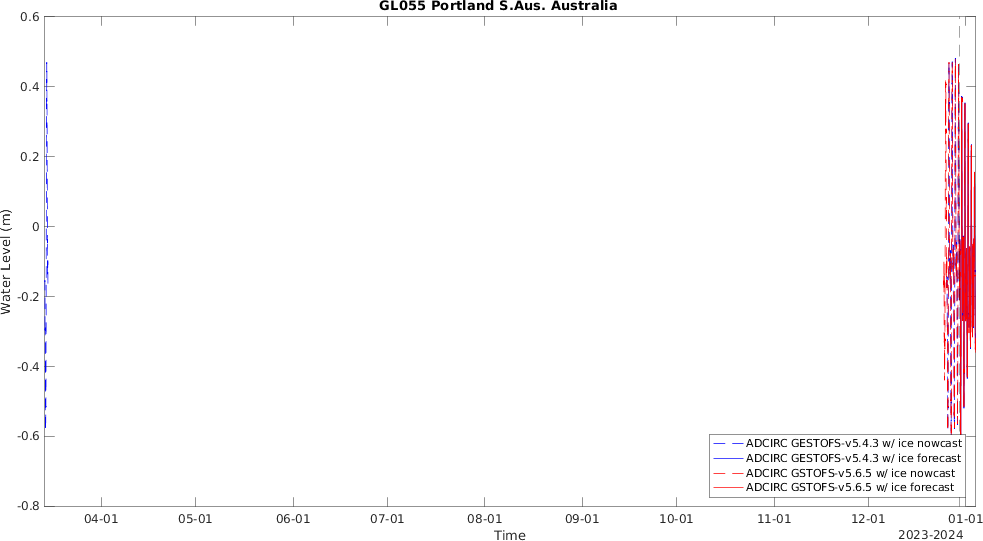 GL055 Portland S.Aus. Australia
0.6
0.4
0.2
0
-0.2
-0.4
-0.6
-0.8
Water Level (m)
ADCIRC GESTOFS-v5.4.3 w/ ice nowcast
ADCIRC GESTOFS-v5.4.3 w/ ice forecast
ADCIRC GSTOFS-v5.6.5 w/ ice nowcast
ADCIRC GSTOFS-v5.6.5 w/ ice forecast
04-01 05-01 06-01 07-01 08-01 09-01 10-01 11-01 12-01 01-01
Time
2023-2024